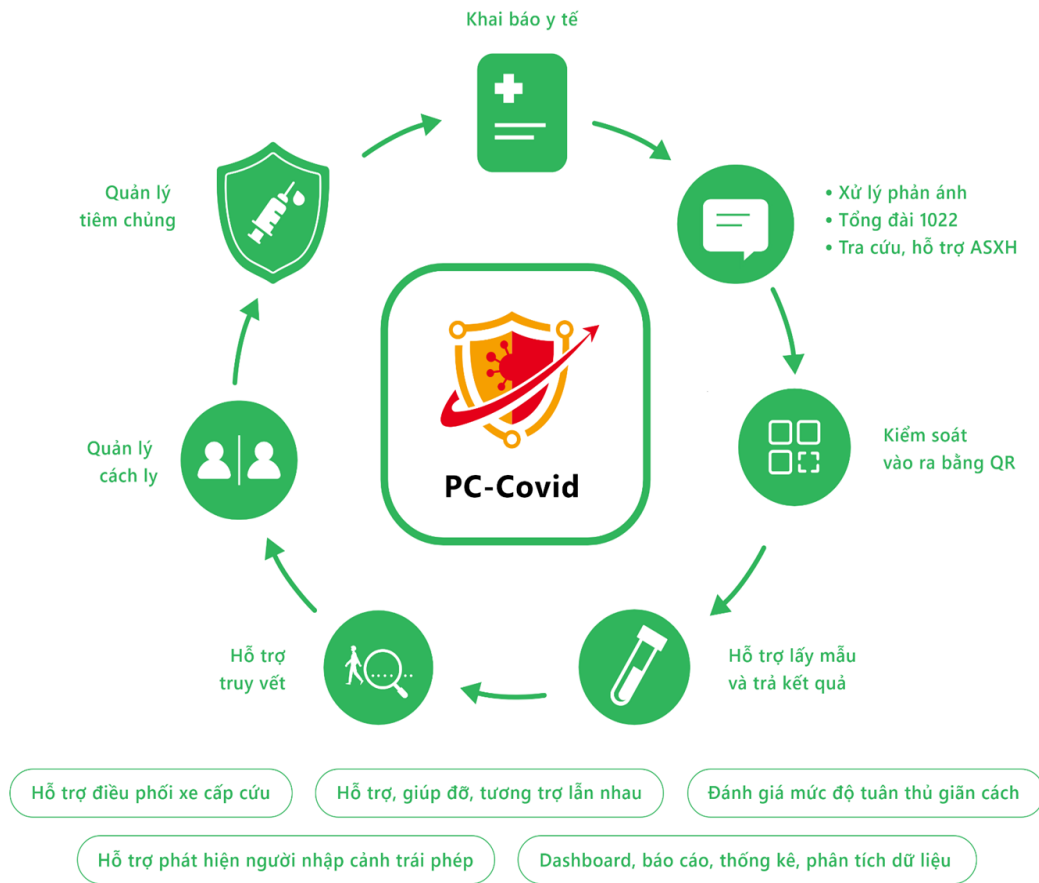 Khai báo y tế
Quản lý
tiêm chủng
• Xử lý phản ánh
• Tổng đài 1022
• Tra cứu, hỗ trợ ASXH
PC-Covid
Quản lý
cách ly
Kiểm soát
vào ra bằng QR
Hỗ trợ
truy vết
Hỗ trợ lấy mẫu
và trả kết quả
Hỗ trợ điều phối xe cấp cứu
Hỗ trợ, giúp đỡ, tương trợ lẫn nhau
Đánh giá mức độ tuân thủ giãn cách
Hỗ trợ phát hiện người nhập cảnh trái phép
Dashboard, báo cáo, thống kê, phân tích dữ liệu